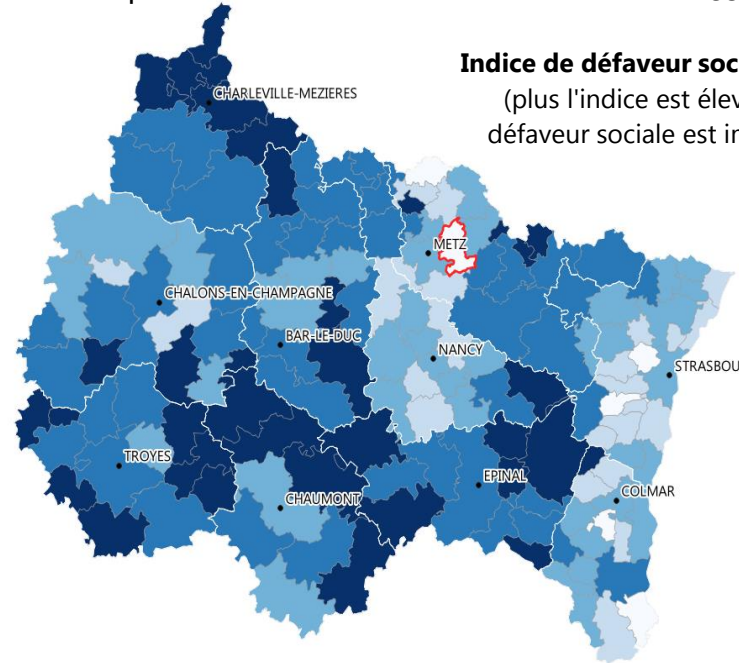 Indice de défaveur soc
(plus l'indice est élev
défaveur sociale est in
CHARLEVILLE-MEZIERES
METZ
CHALONS-EN-CHAMPAGNE
BAR-LE-DUC
NANCY
STRASBOU
TROYES
EPINAL
CHAUMONT
COLMAR